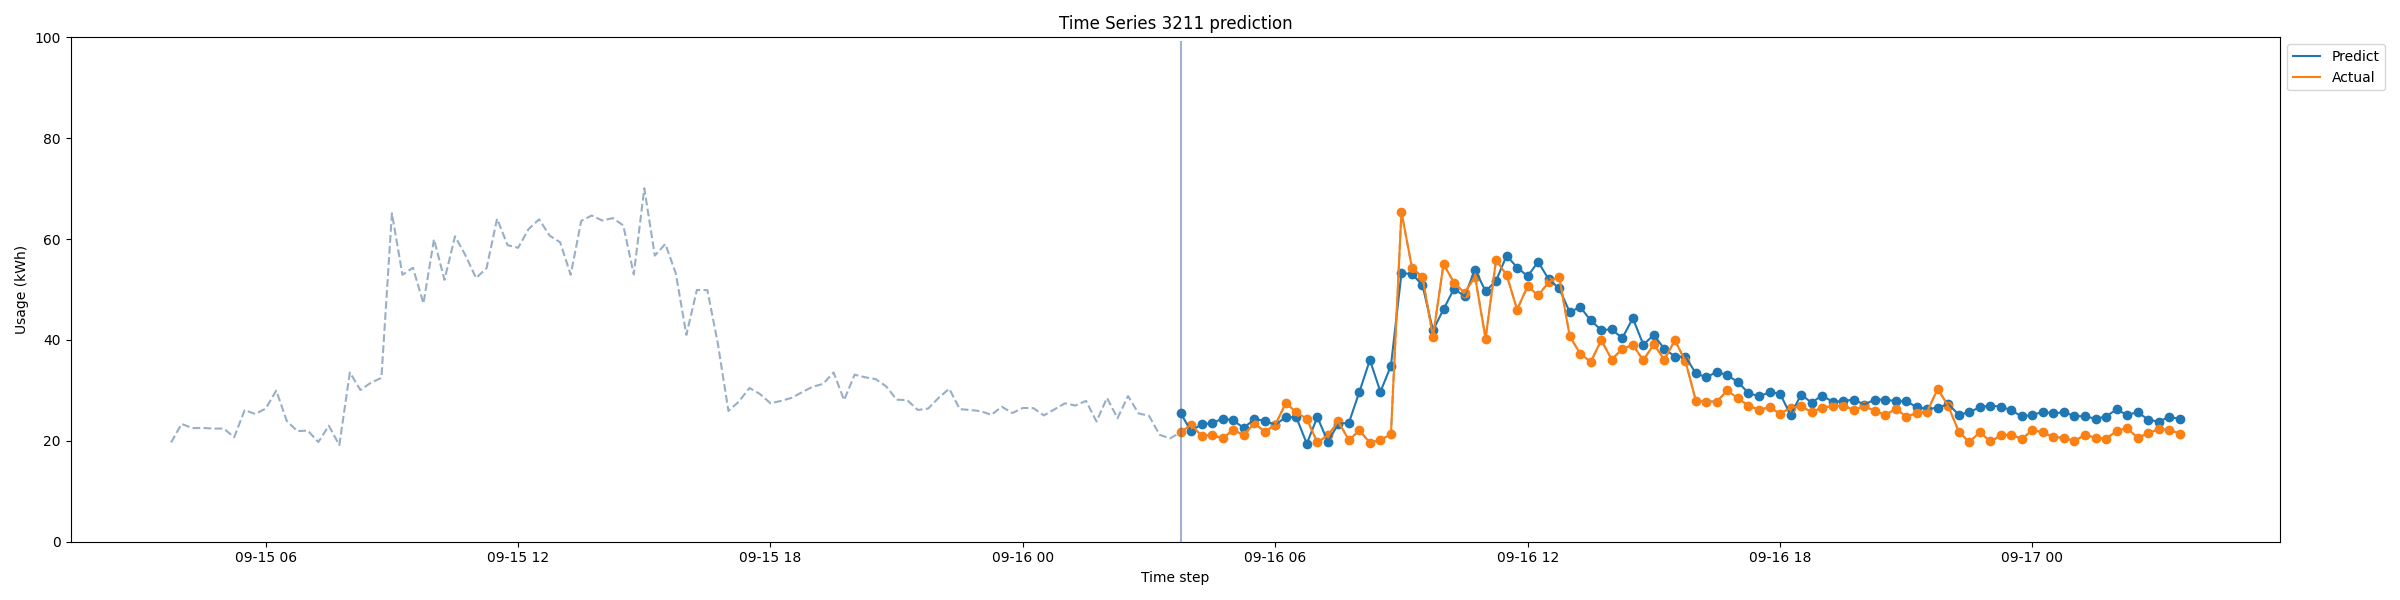 Time Series 3211 prediction
100
80
60
40
20
0
Usage (kWh)
09-15 06
09-15 12
09-15 18
09-16 00
09-16 06
09-16 12
09-16 18
09-17 00
Time step
Predict
Actual